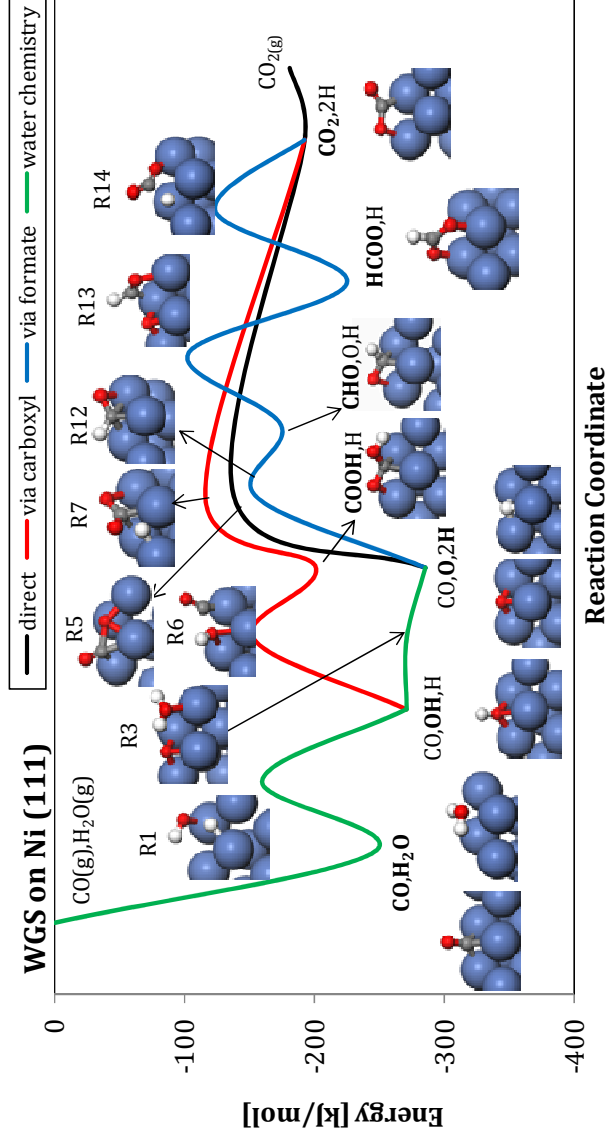 direct via carboxyl via formate water chemistry
WGS on Ni (111)
CO(g),H₂O(g)
R1
R3
R5
R6
R7
R12
R13
R14
CO₂₍g₎
CO₂,2H
HCOO,H
CHO,O,H
COOH,H
CO,O,2H
CO,OH,H
CO,H₂O
0
-100
-200
-300
-400
Energy [kJ/mol]
Reaction Coordinate